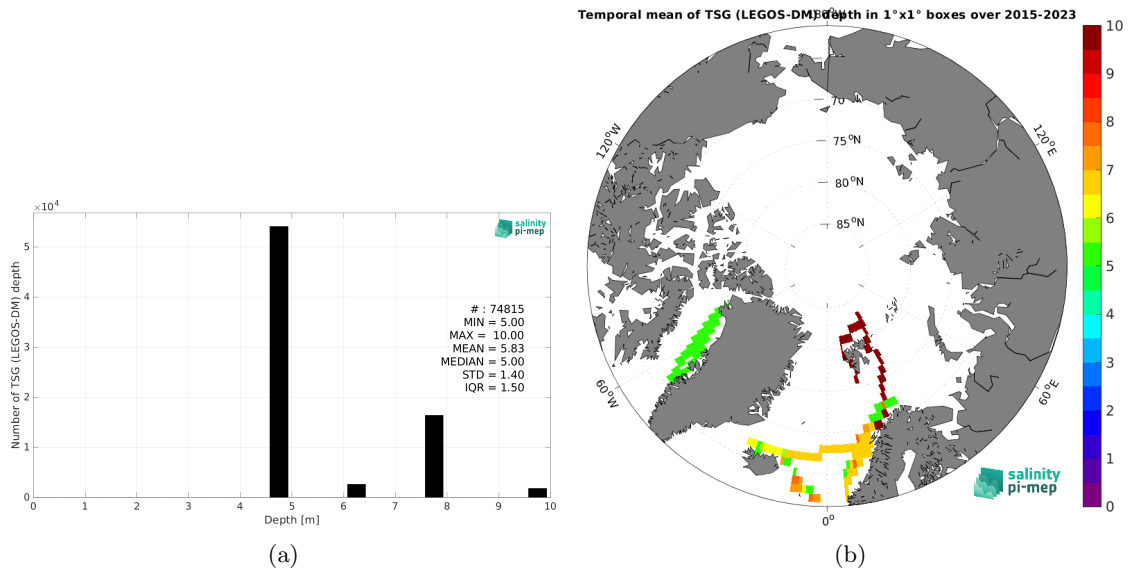 ×10⁴
5
4
3
2
1
0
Number of TSG (LEGOS-DM) depth
salinity
pi-mep
# : 74815
MIN = 5.00
MAX = 10.00
MEAN = 5.83
MEDIAN = 5.00
STD = 1.40
IQR = 1.50
0 1 2 3 4 5 6 7 8 9 10
Depth [m]
(a)
Temporal mean of TSG (LEGOS-DM) depth in 1°x1° boxes over 2015-2023
180°W
70
75°N
80°N
85°N
120°W
120°E
60°W
60°E
0°
10
9
8
7
6
5
4
3
2
1
0
salinity
pi-mep
(b)